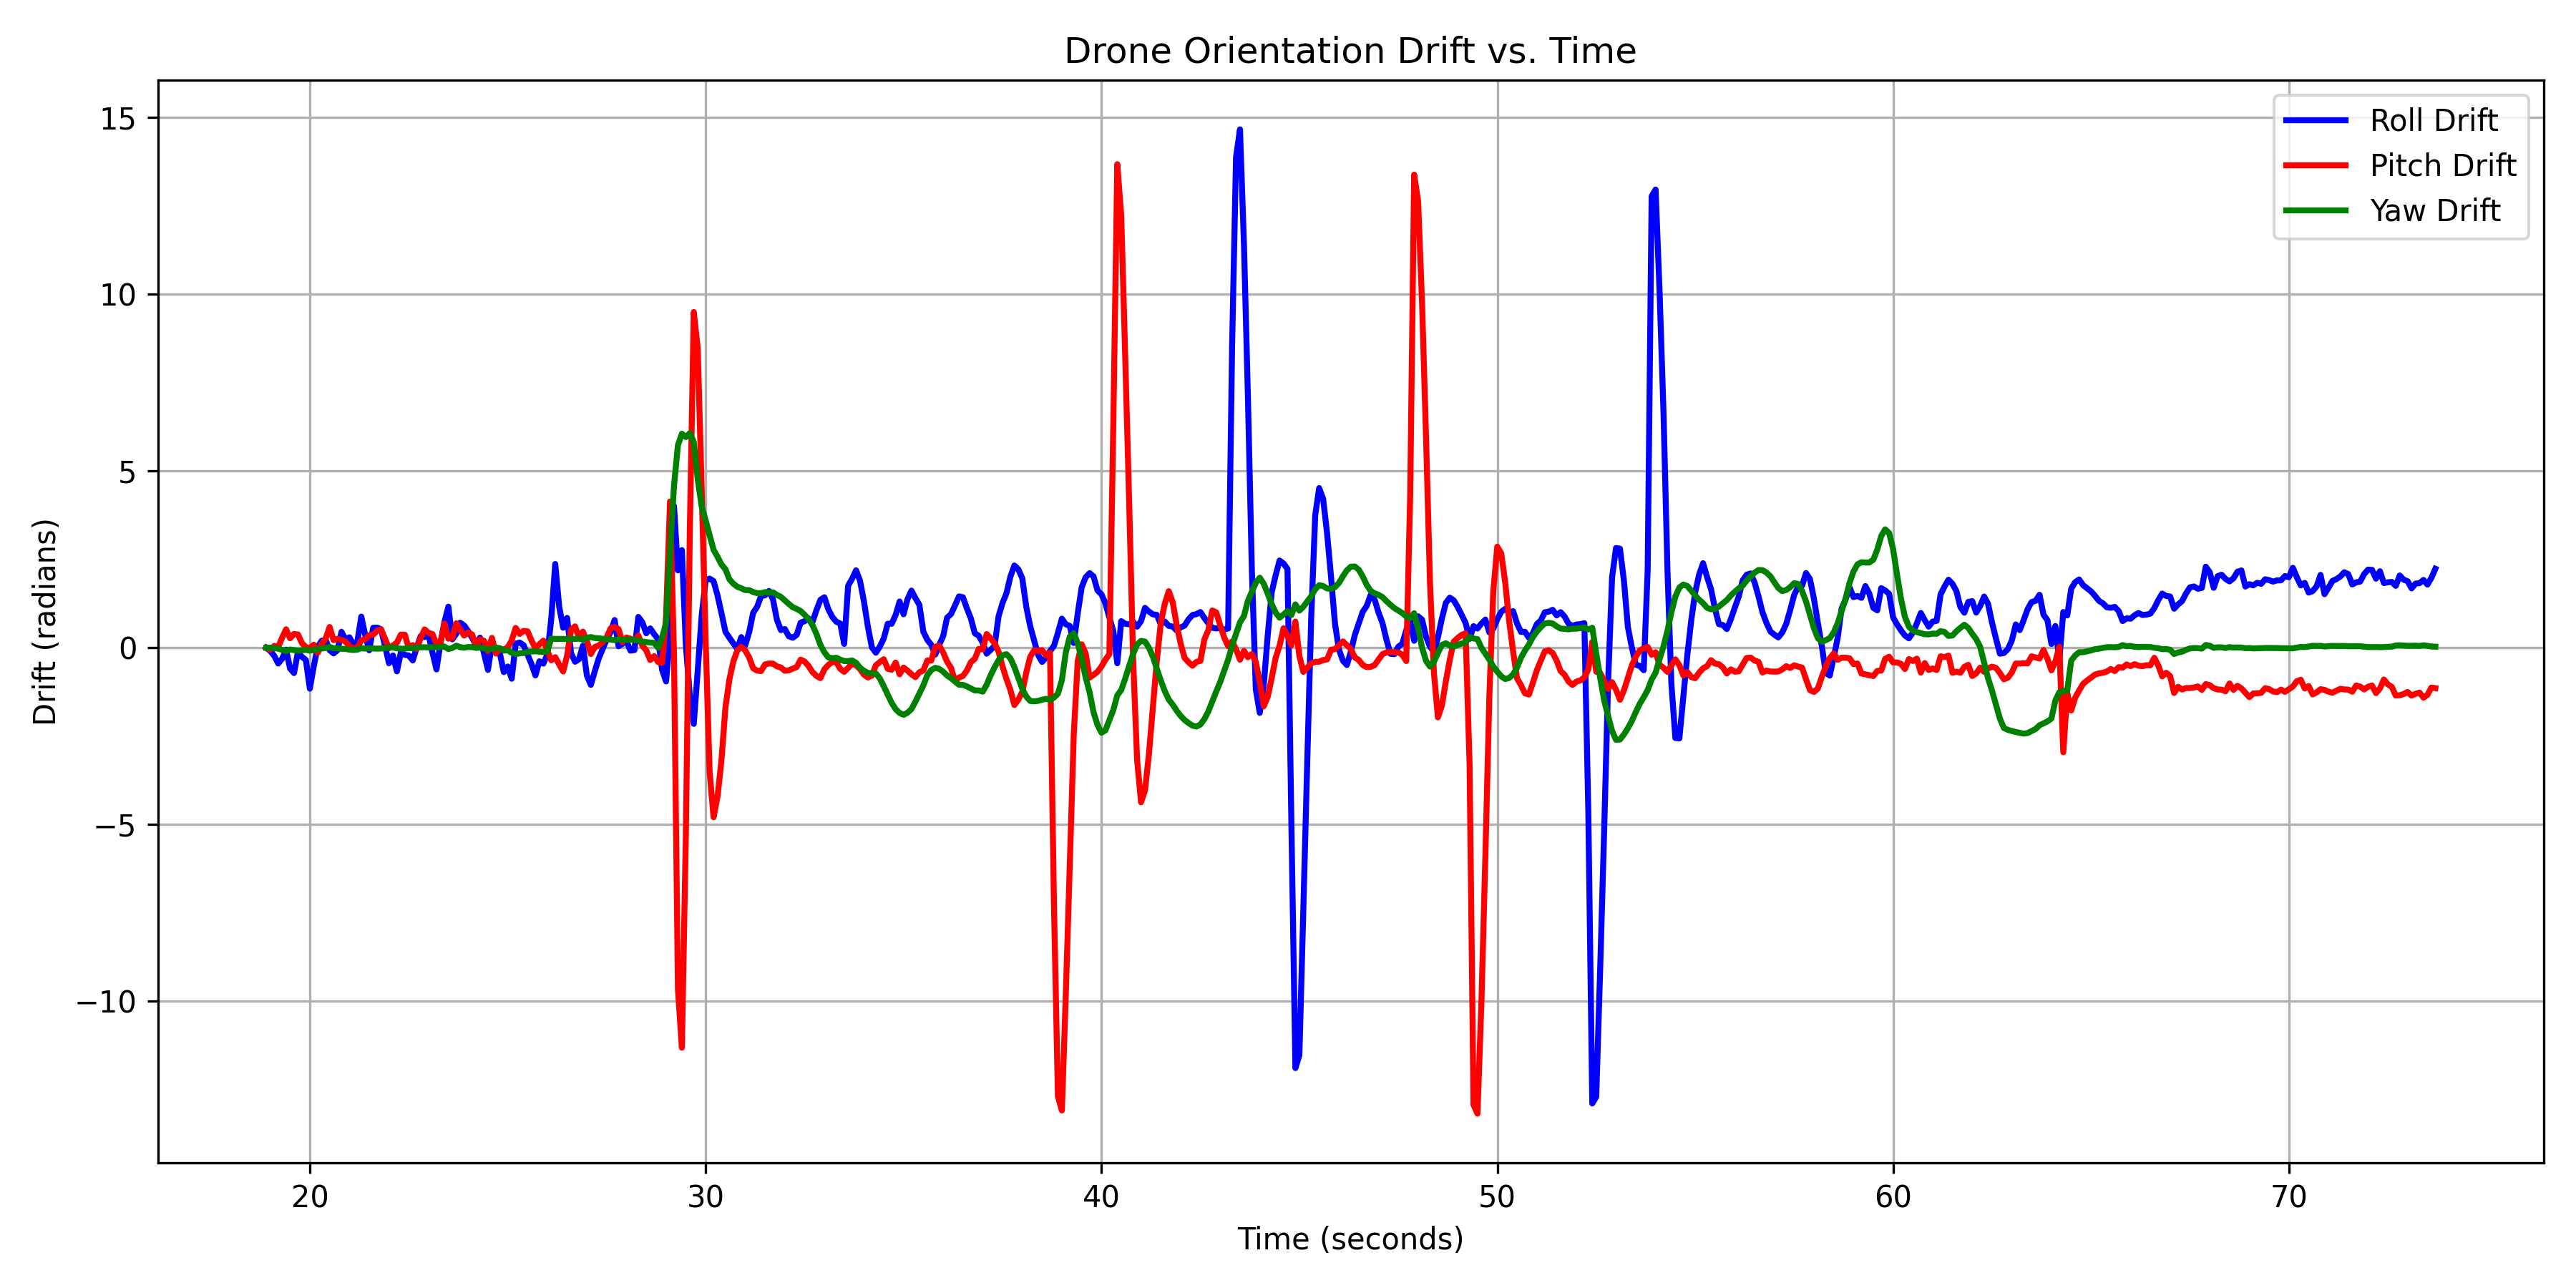 Drone Orientation Drift vs. Time
Roll Drift
Pitch Drift
Yaw Drift
Drift (radians)
15
10
5
0
−5
−10
20 30 40 50 60 70
Time (seconds)